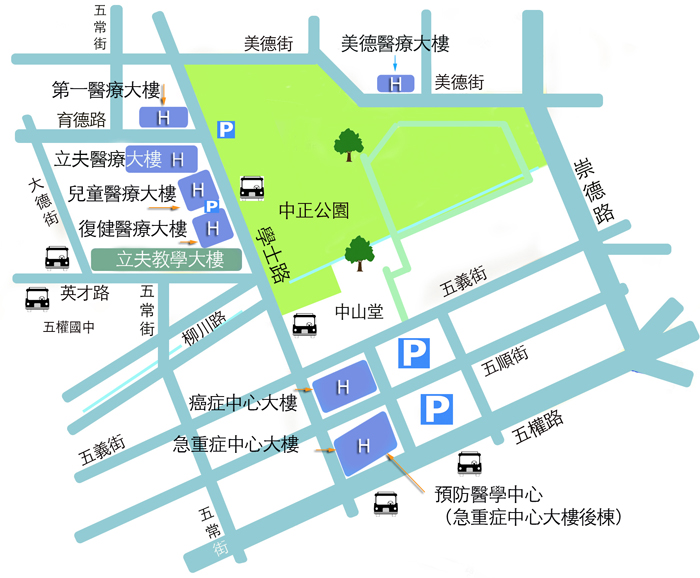 五常街
美德街
美德醫療大樓
H
美德街
第一醫療大樓
H
育德路
P
立夫醫療大樓 H
兒童醫療大樓
H
P
大德街
復健醫療大樓
H
立夫教學大樓
中正公園
學士路
崇德路
英才路
五常街
五權國中
柳川路
中山堂
五義街
P
五順街
癌症中心大樓
H
P
五權路
五義街
急重症中心大樓
H
預防醫學中心
（急重症中心大樓後棟）
五常街